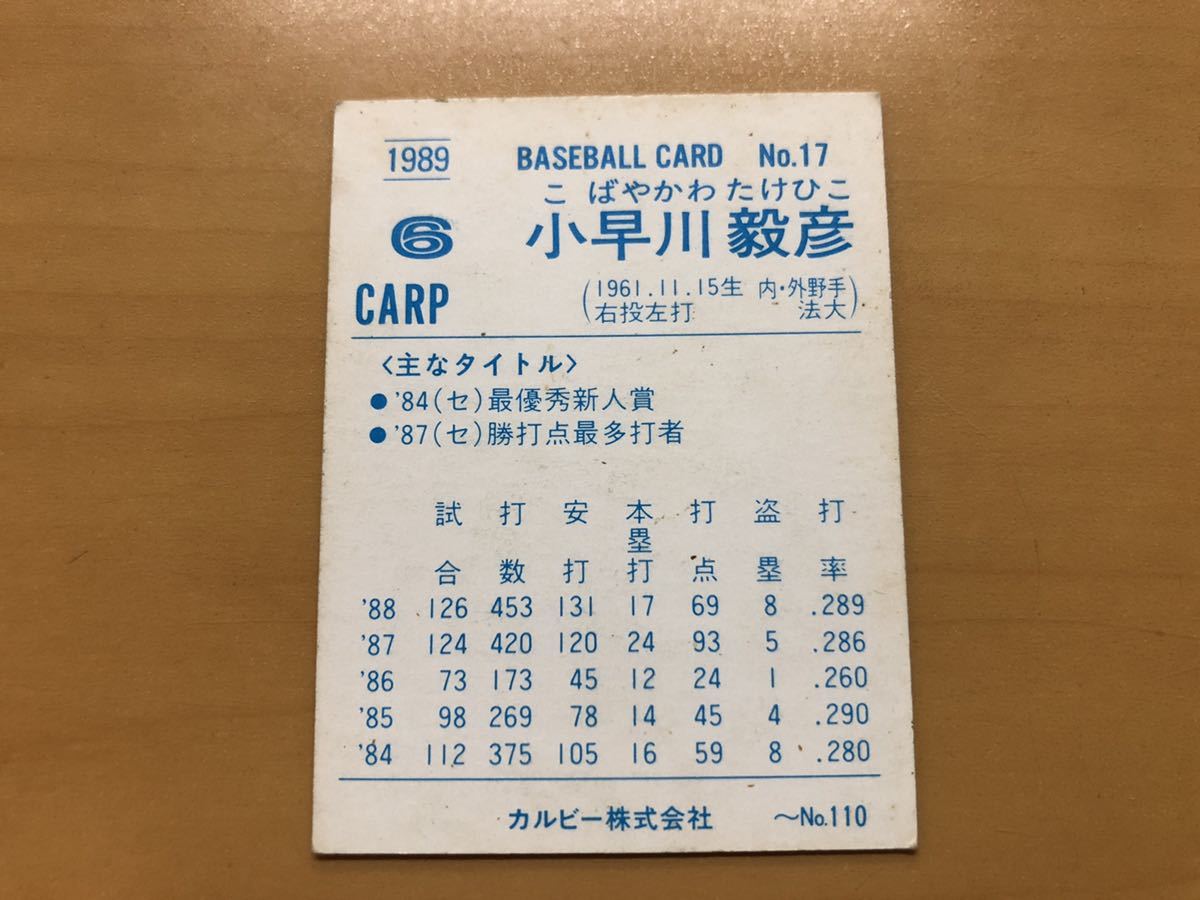 1989 BASEBALL CARD No.17
こばやかわ たけひこ
6 小早川毅彦
CARP (1961.11.15生 内・外野手
右投左打 法大)
〈主なタイトル〉
●'84(セ)最優秀新人賞
●'87(セ)勝打点最多打者
試合 打数 安打 本塁打 打点 盗塁 打率
'88 126 453 131 17 69 8 .289
'87 124 420 120 24 93 5 .286
'86 73 173 45 12 24 1 .260
'85 98 269 78 14 45 4 .290
'84 112 375 105 16 59 8 .280
カルビー株式会社 〜No.110